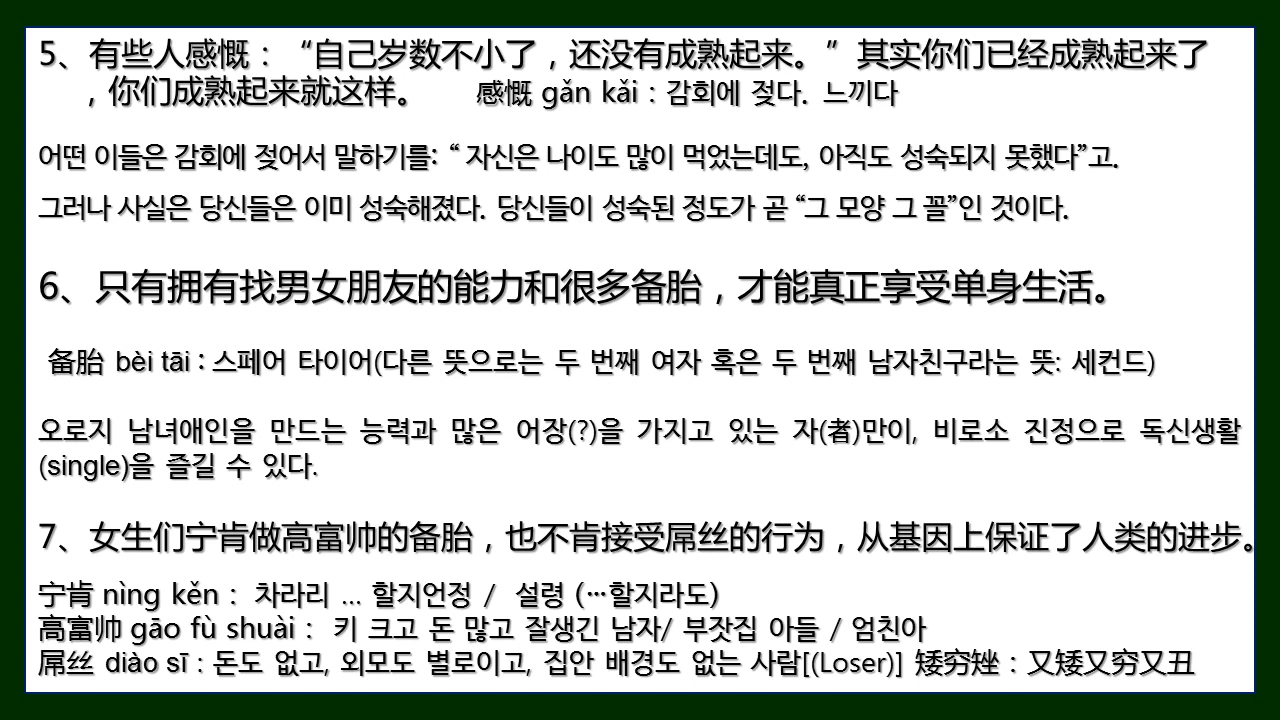 5、有些人感慨：“自己岁数不小了，还没有成熟起来。”其实你们已经成熟起来了
，你们成熟起来就这样。 感慨 gǎn kǎi : 감회에 젖다. 느끼다
어떤 이들은 감회에 젖어서 말하기를: “ 자신은 나이도 많이 먹었는데도, 아직도 성숙되지 못했다”고.
그러나 사실은 당신들은 이미 성숙해졌다. 당신들이 성숙된 정도가 곧 “그 모양 그 꼴”인 것이다.
6、只有拥有找男女朋友的能力和很多备胎，才能真正享受单身生活。
备胎 bèi tāi : 스페어 타이어(다른 뜻으로는 두 번째 여자 혹은 두 번째 남자친구라는 뜻: 세컨드)
오로지 남녀애인을 만드는 능력과 많은 어장(?)을 가지고 있는 자(者)만이, 비로소 진정으로 독신생활
(single)을 즐길 수 있다.
7、女生们宁肯做高富帅的备胎，也不肯接受屌丝的行为，从基因上保证了人类的进步。
宁肯 nìng kěn : 차라리 ... 할지언정 / 설령 (…할지라도)
高富帅 gāo fù shuài : 키 크고 돈 많고 잘생긴 남자/ 부잣집 아들 / 엄친아
屌丝 diào sī : 돈도 없고, 외모도 별로이고, 집안 배경도 없는 사람[(Loser)] 矮穷矬：又矮又穷又丑